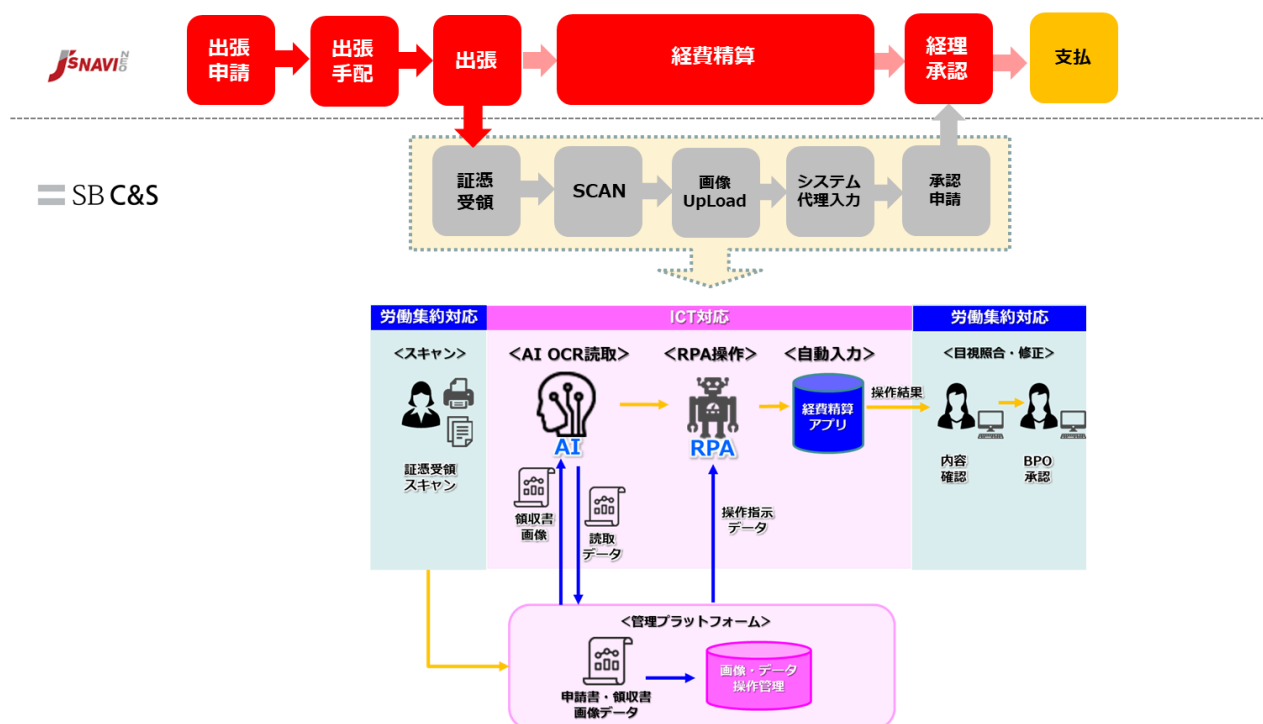 出張
申請
出張
手配
出張
経費精算
経理
承認
支払
J'SNAVI NEO
証憑
受領
SCAN
画像
UpLoad
システム
代理入力
承認
申請
SB C&S
労働集約対応
ICT対応
労働集約対応
<スキャン>
<AI OCR読取>
<RPA操作>
<自動入力>
<目視照合・修正>
操作結果
経費精算
アプリ
AI
RPA
証憑受領
スキャン
内容
確認
BPO
承認
領収書
画像
読取
データ
操作指示
データ
<管理プラットフォーム>
画像・データ
操作管理
申請書・領収書
画像データ